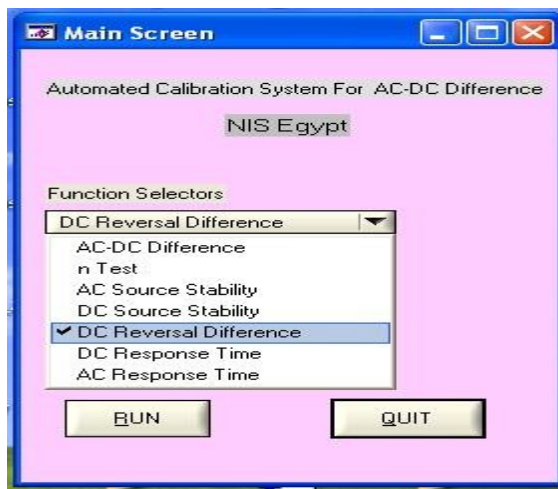 Main Screen
Automated Calibration System For AC-DC Difference
NIS Egypt
Function Selectors
DC Reversal Difference
AC-DC Difference
n Test
AC Source Stability
DC Source Stability
DC Reversal Difference
DC Response Time
AC Response Time
RUN
QUIT